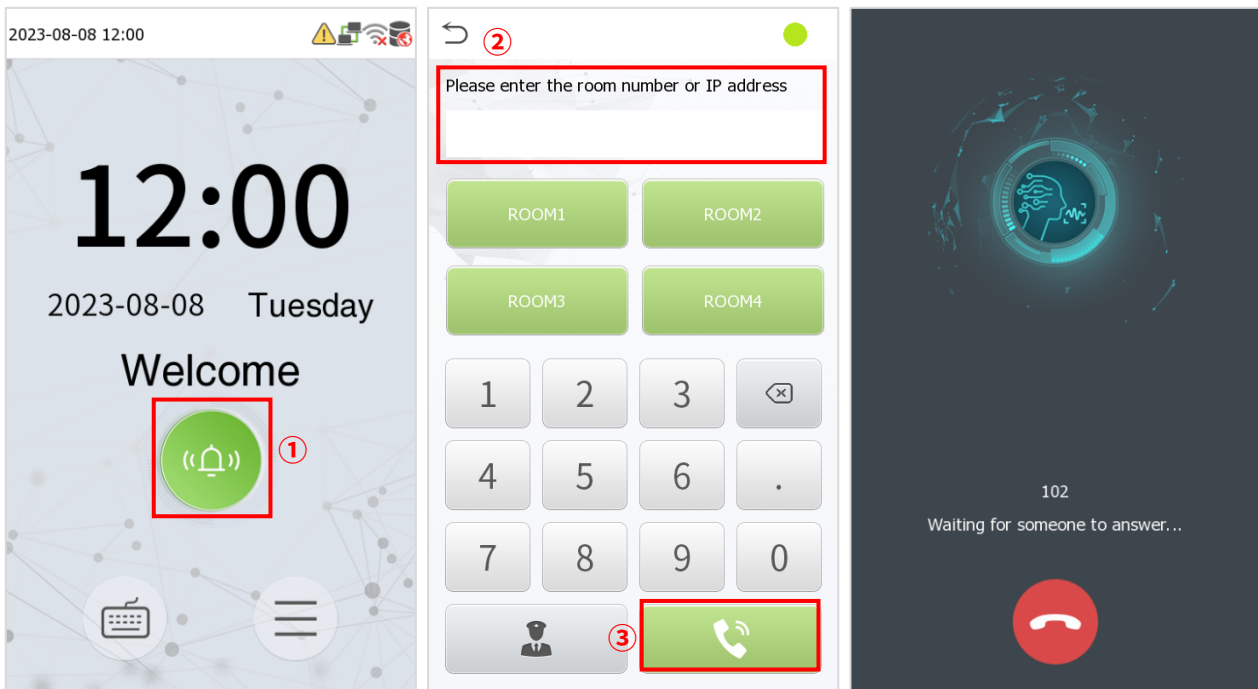 2023-08-08 12:00
12:00
2023-08-08 Tuesday
Welcome
①
②
Please enter the room number or IP address
ROOM1 ROOM2
ROOM3 ROOM4
1 2 3
4 5 6 .
7 8 9 0
③
102
Waiting for someone to answer...